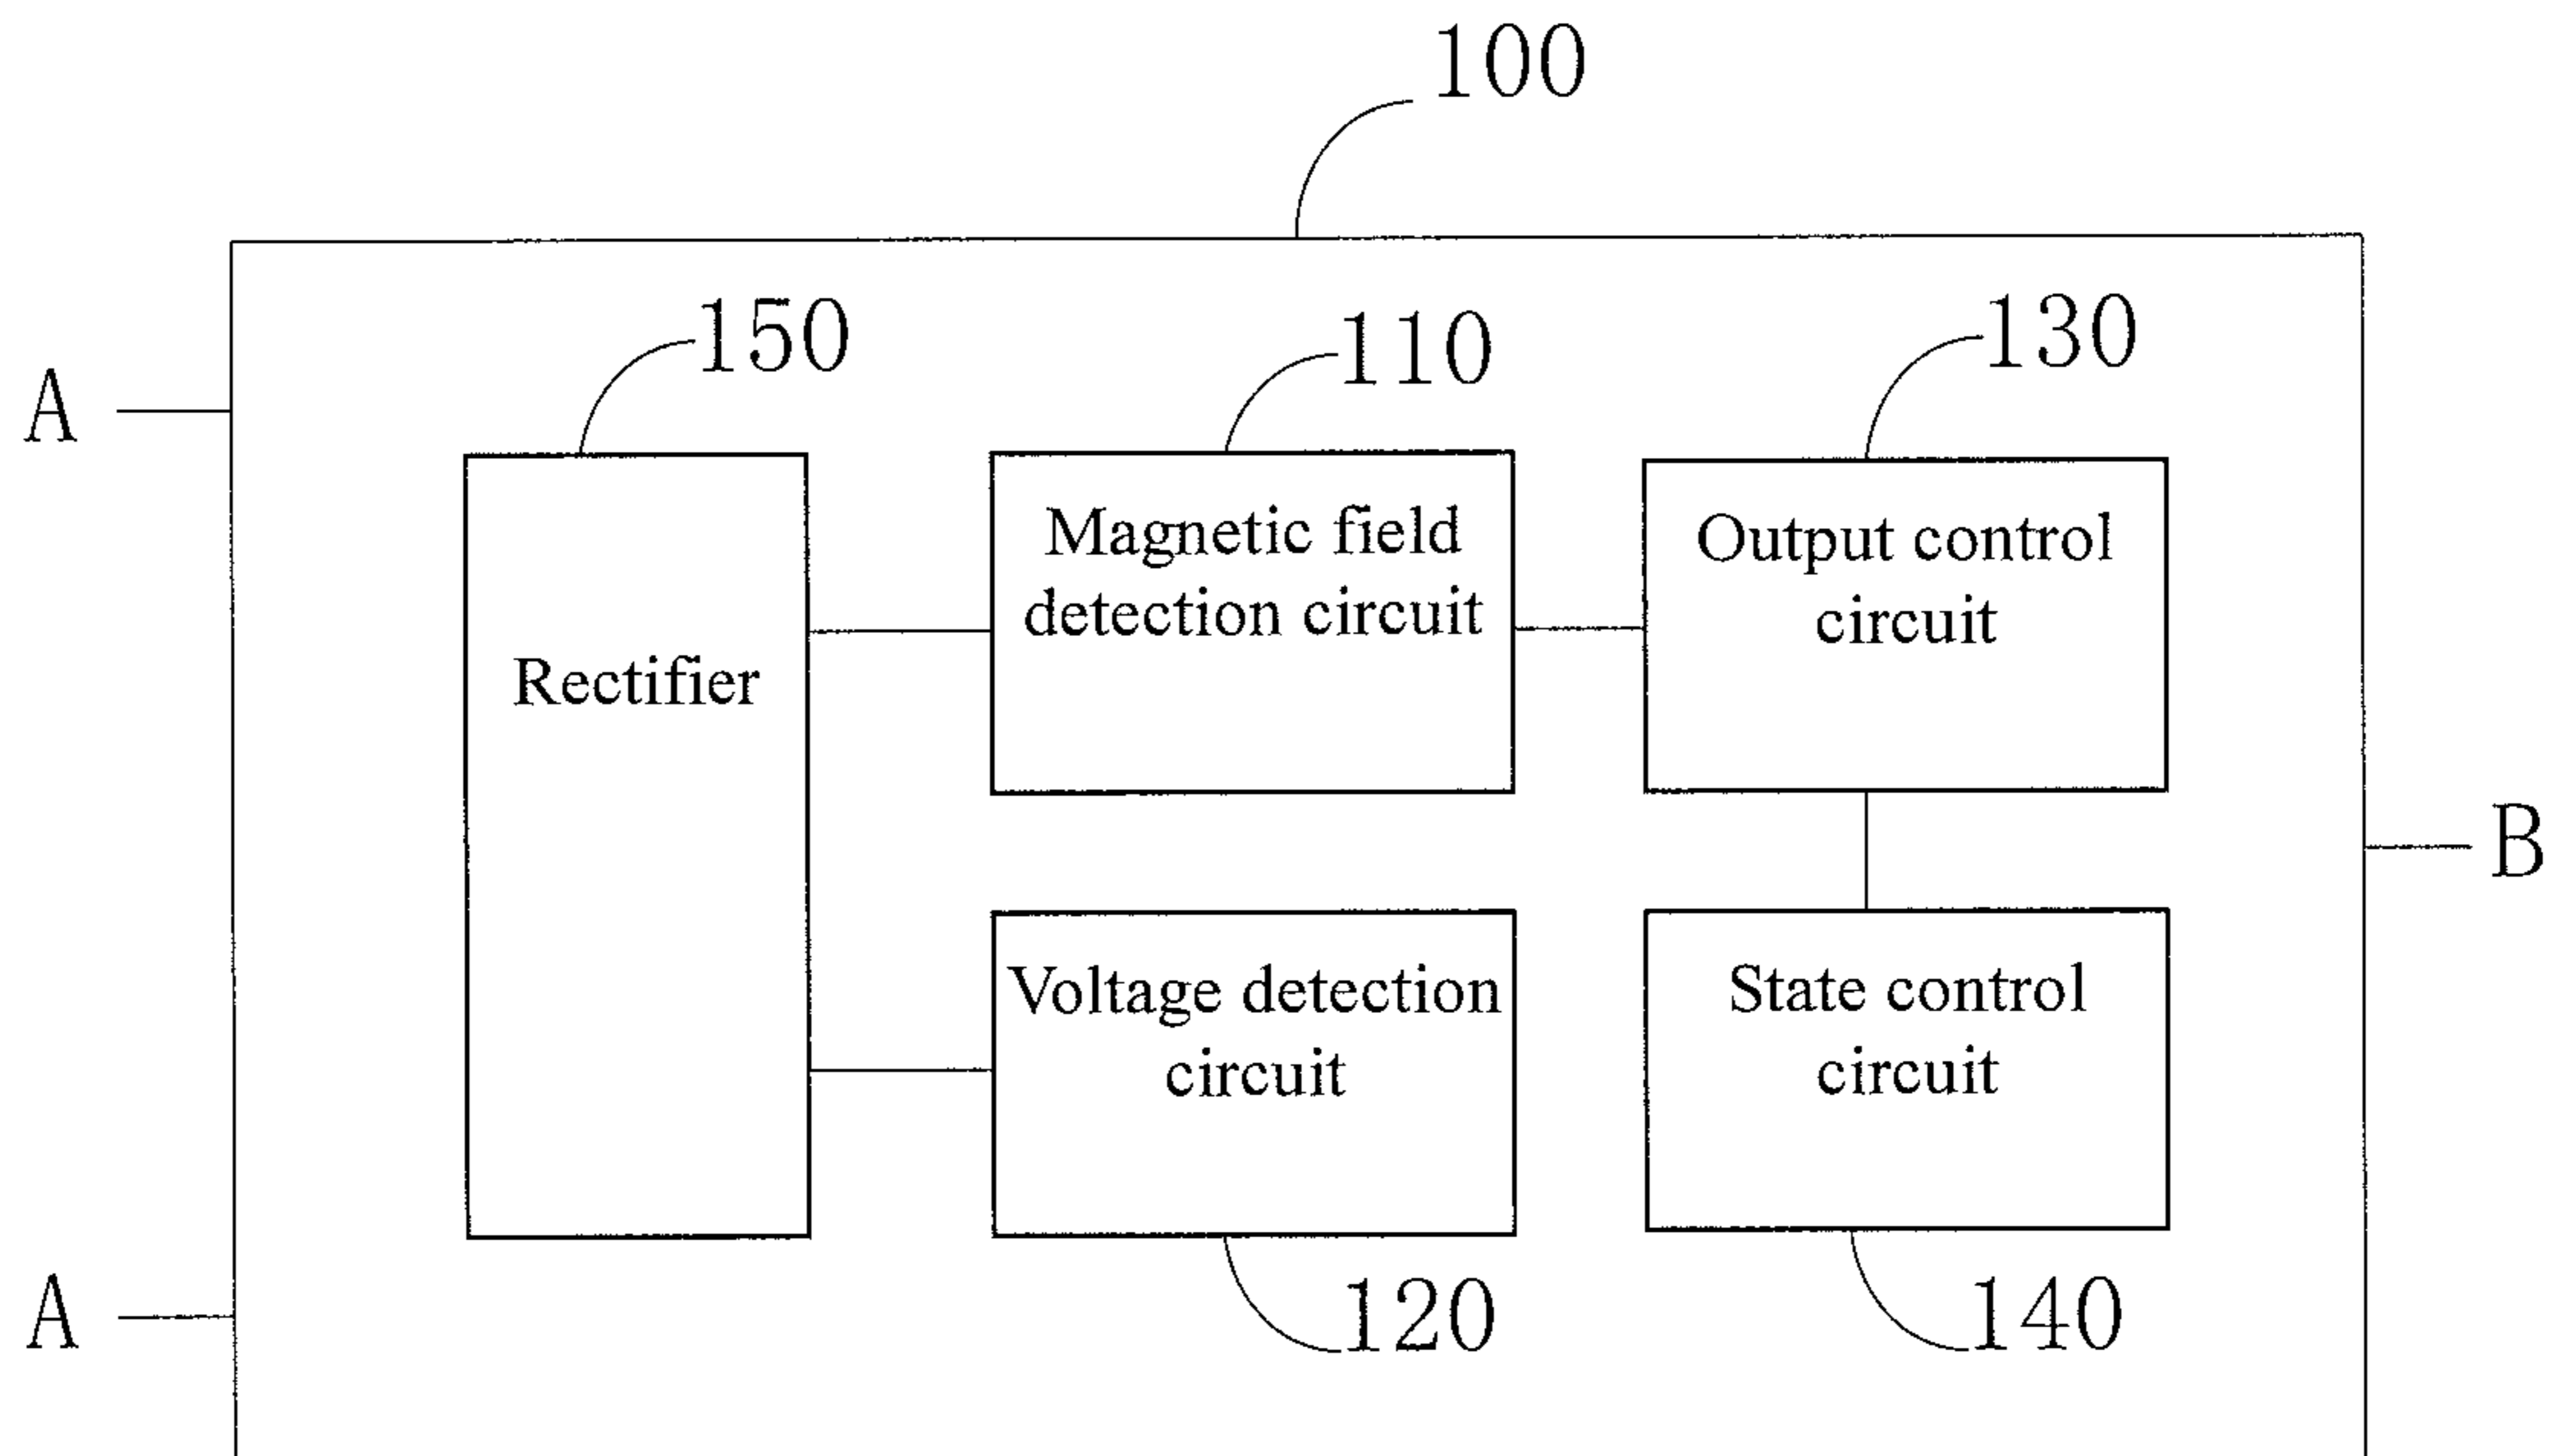 100
150
110
130
A
Magnetic field
detection circuit
Output control
circuit
Rectifier
B
Voltage detection
circuit
State control
circuit
A
120
140